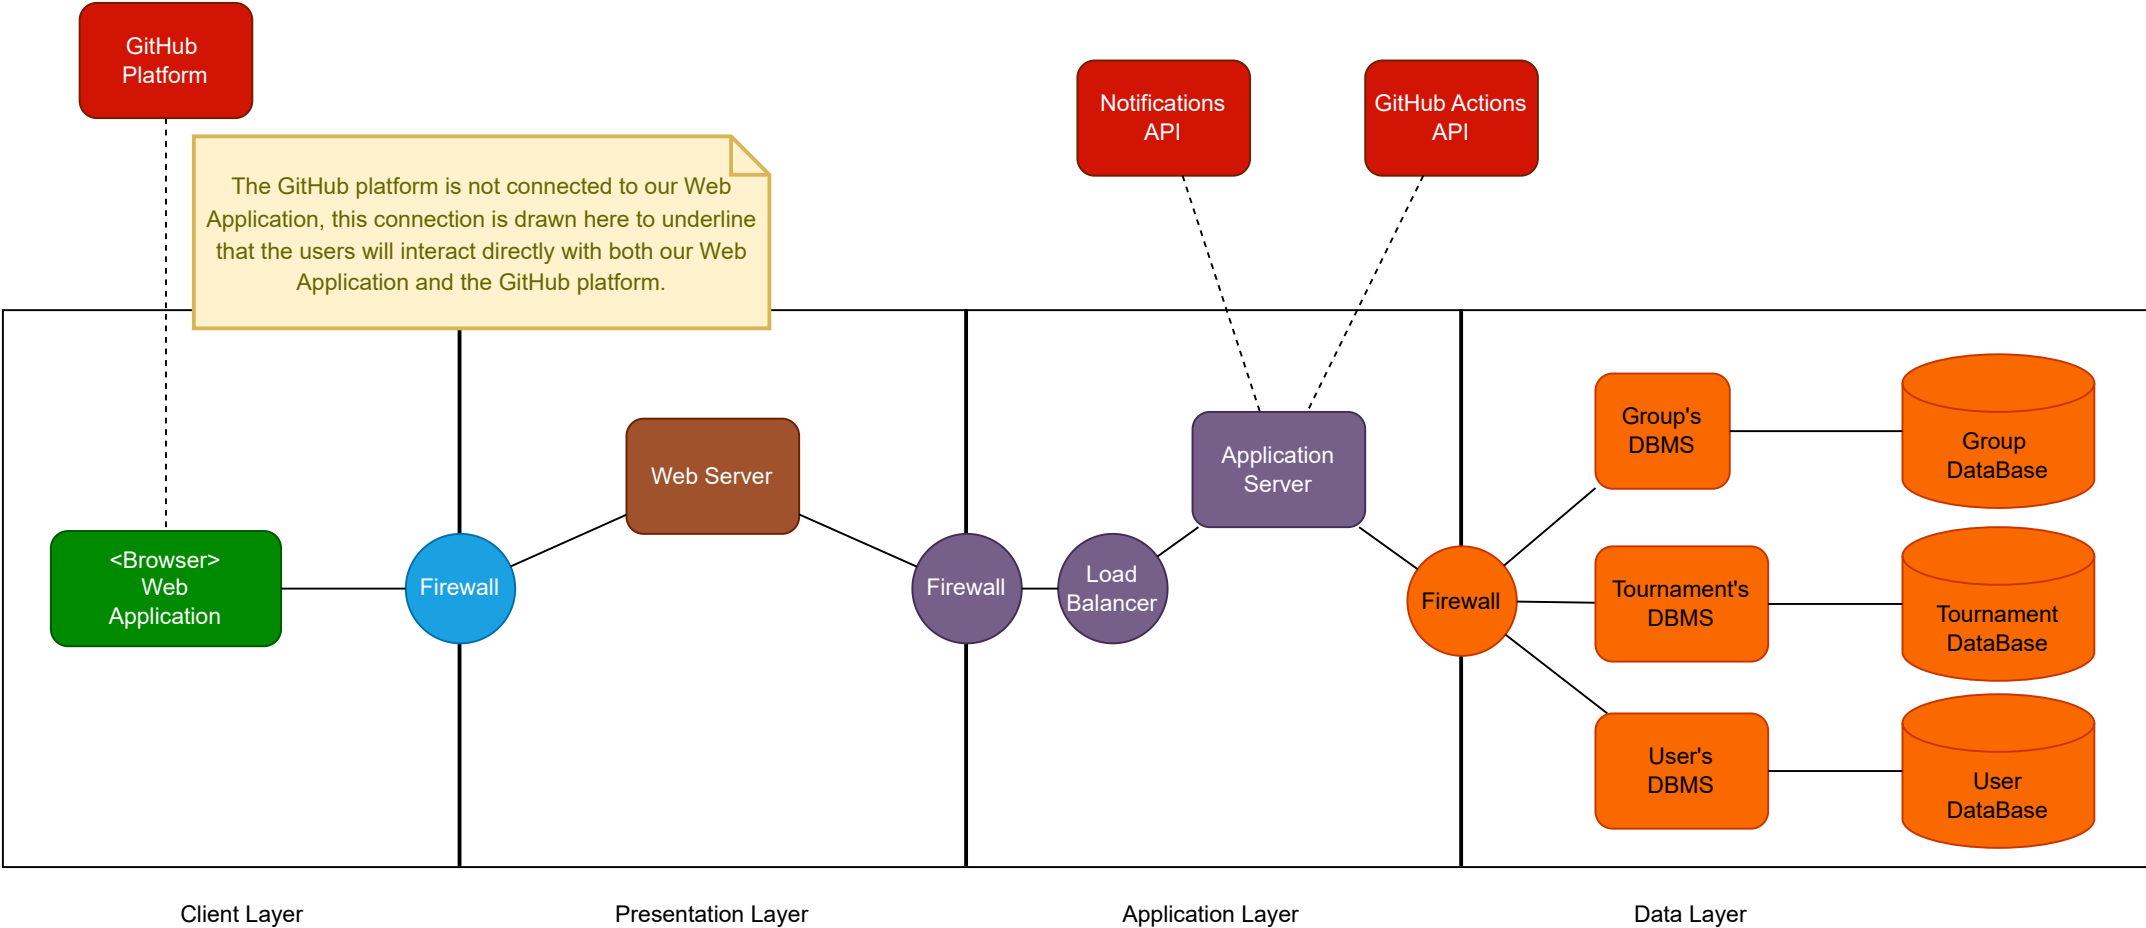 GitHub
Platform
Notifications
API
GitHub Actions
API
The GitHub platform is not connected to our Web
Application, this connection is drawn here to underline
that the users will interact directly with both our Web
Application and the GitHub platform.
<Browser>
Web
Application
Firewall
Web Server
Firewall
Load
Balancer
Application
Server
Firewall
Group's
DBMS
Group
DataBase
Tournament's
DBMS
Tournament
DataBase
User's
DBMS
User
DataBase
Client Layer
Presentation Layer
Application Layer
Data Layer